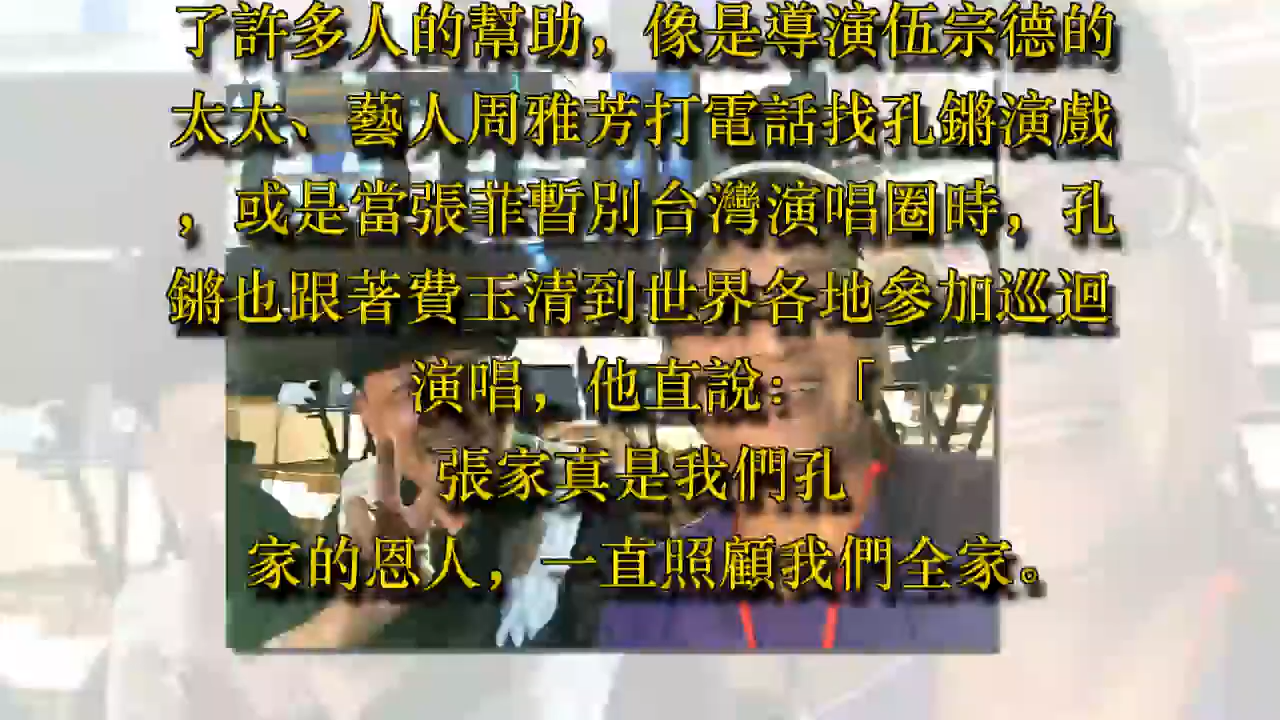 了許多人的幫助，像是導演伍宗德的
太太、藝人周雅芳打電話找孔鏘演戲
，或是當張菲暫別台灣演唱圈時，孔
鏘也跟著費玉清到世界各地參加巡迴
演唱，他直說：「
張家真是我們孔
家的恩人，一直照顧我們全家。